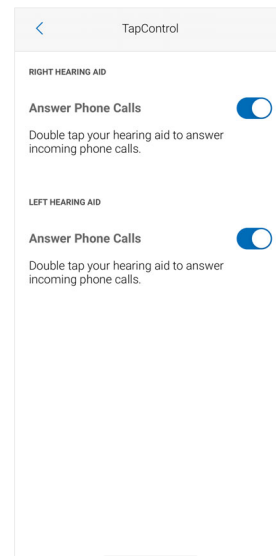 TapControl
RIGHT HEARING AID
Answer Phone Calls
Double tap your hearing aid to answer
incoming phone calls.
LEFT HEARING AID
Answer Phone Calls
Double tap your hearing aid to answer
incoming phone calls.